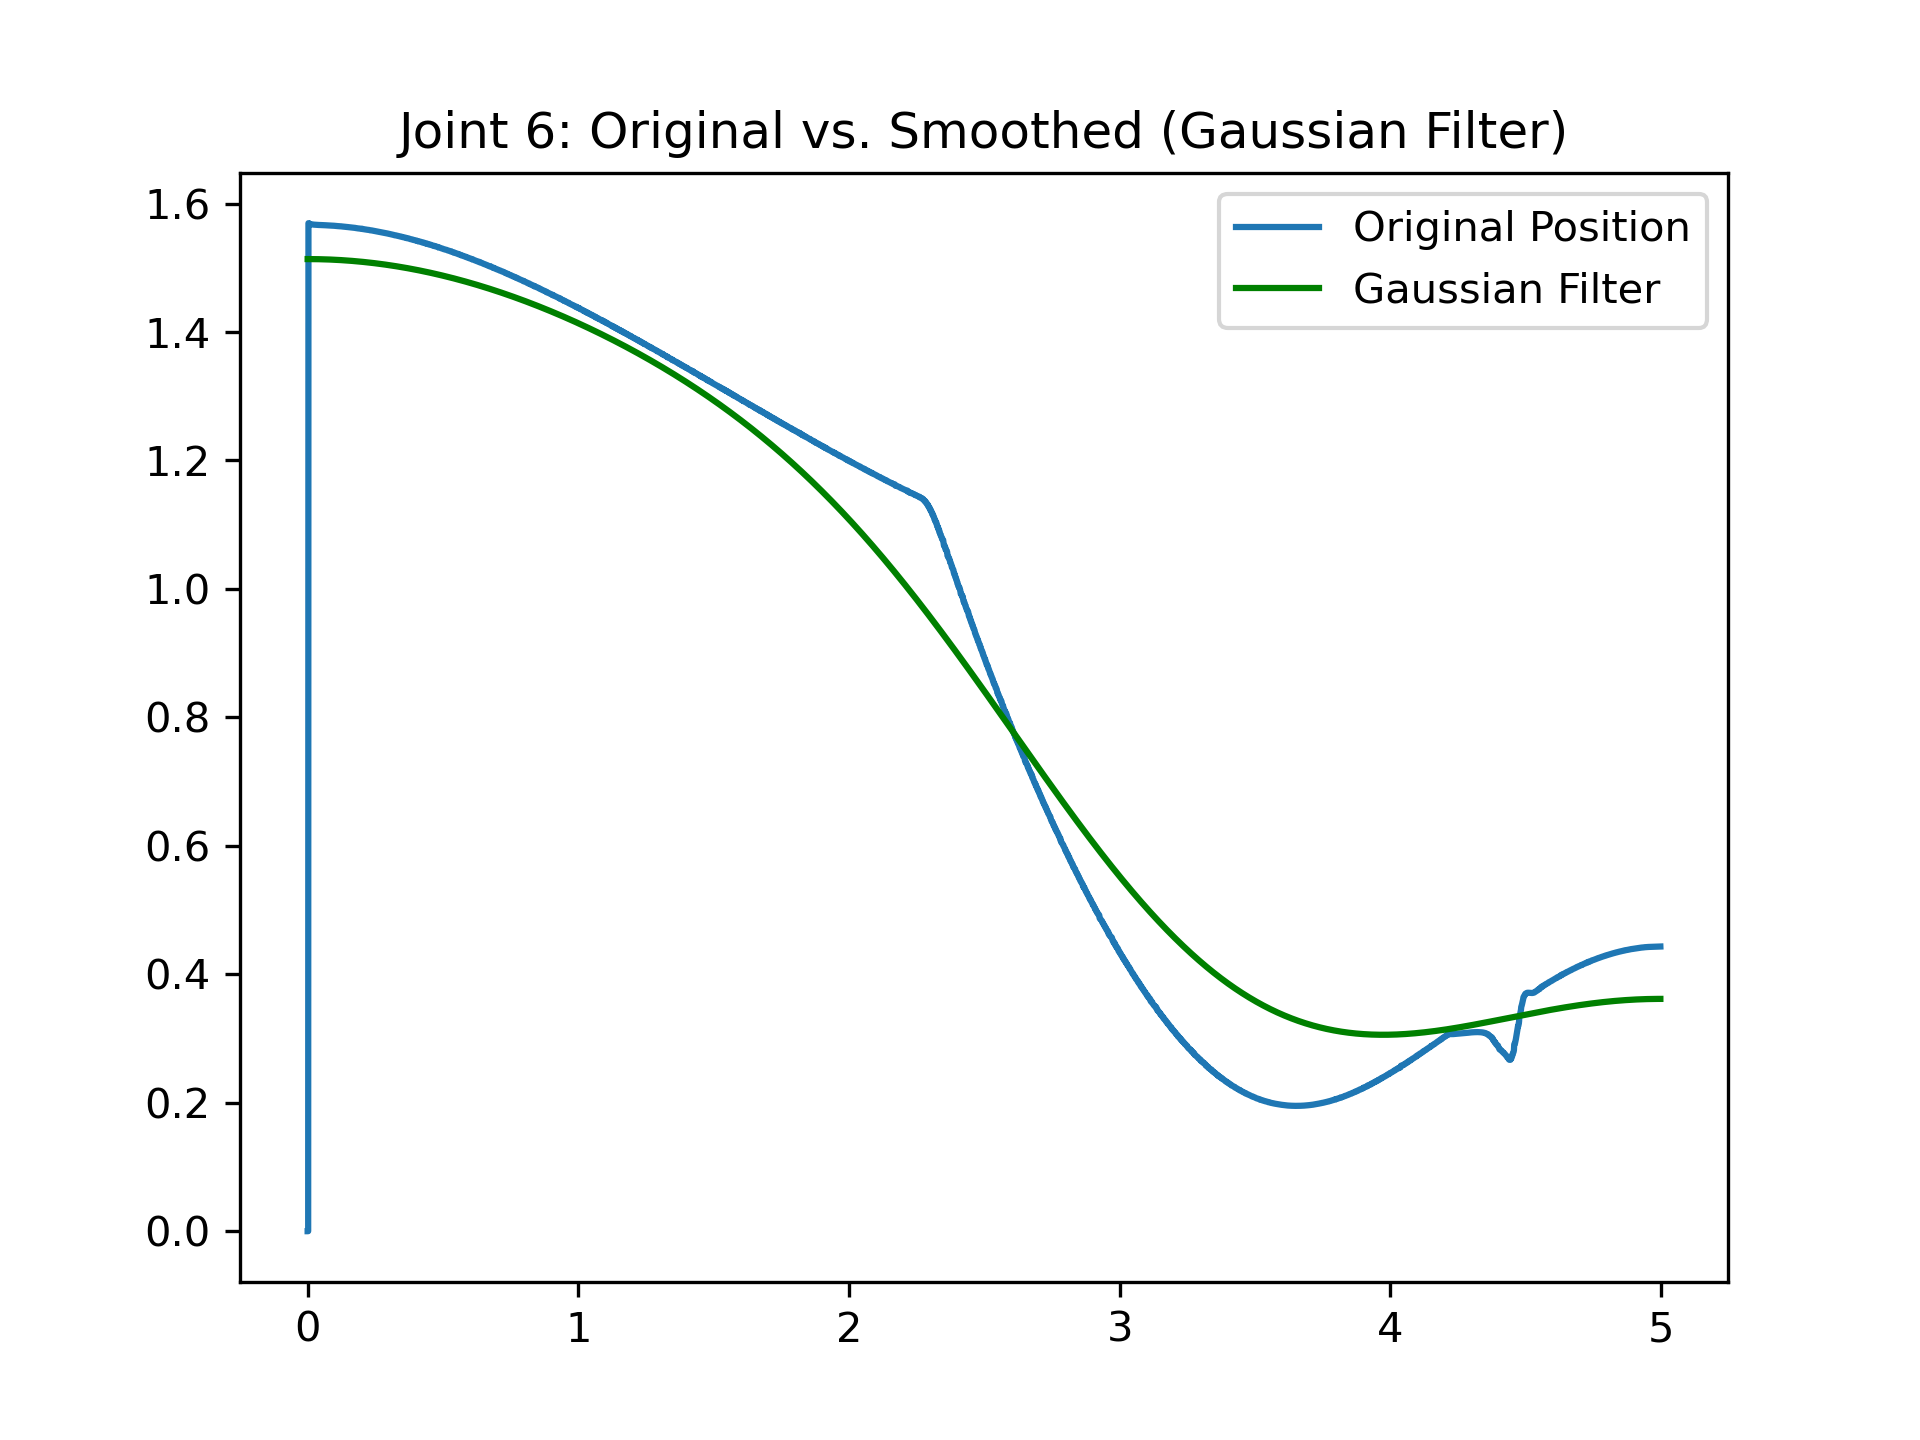 Joint 6: Original vs. Smoothed (Gaussian Filter)
Original Position
Gaussian Filter
1.6
1.4
1.2
1.0
0.8
0.6
0.4
0.2
0.0
0 1 2 3 4 5